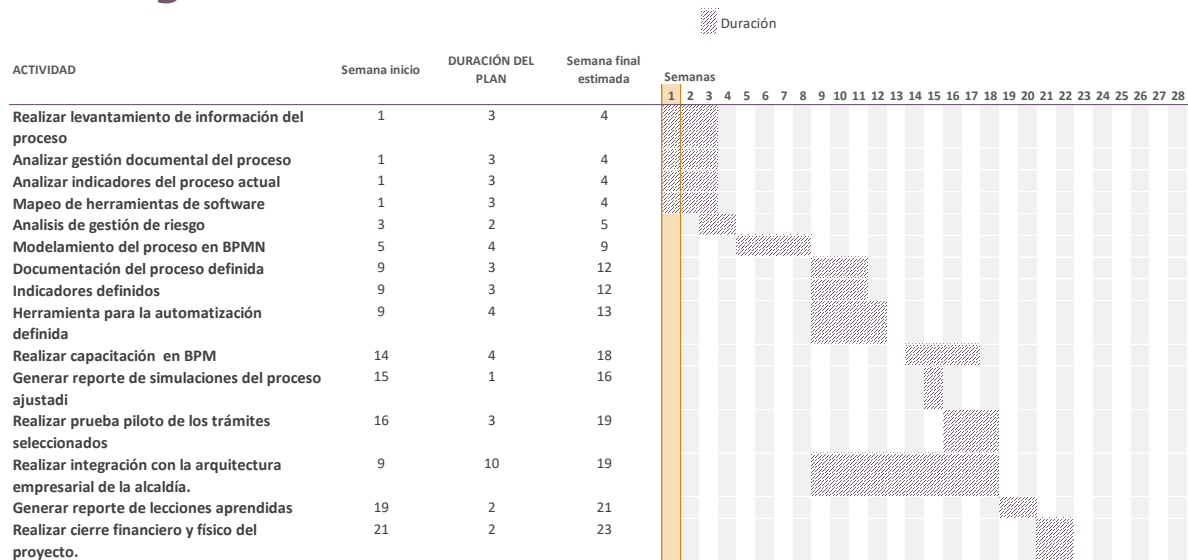 Duración
ACTIVIDAD Semana inicio DURACIÓN DEL PLAN Semana final estimada Semanas
1 2 3 4 5 6 7 8 9 10 11 12 13 14 15 16 17 18 19 20 21 22 23 24 25 26 27 28
Realizar levantamiento de información del 1 3 4
proceso
Analizar gestión documental del proceso 1 3 4
Analizar indicadores del proceso actual 1 3 4
Mapeo de herramientas de software 1 3 4
Analisis de gestión de riesgo 3 2 5
Modelamiento del proceso en BPMN 5 4 9
Documentación del proceso definida 9 3 12
Indicadores definidos 9 3 12
Herramienta para la automatización 9 4 13
definida
Realizar capacitación en BPM 14 4 18
Generar reporte de simulaciones del proceso 15 1 16
ajustadi
Realizar prueba piloto de los trámites 16 3 19
seleccionados
Realizar integración con la arquitectura 9 10 19
empresarial de la alcaldía.
Generar reporte de lecciones aprendidas 19 2 21
Realizar cierre financiero y físico del 21 2 23
proyecto.